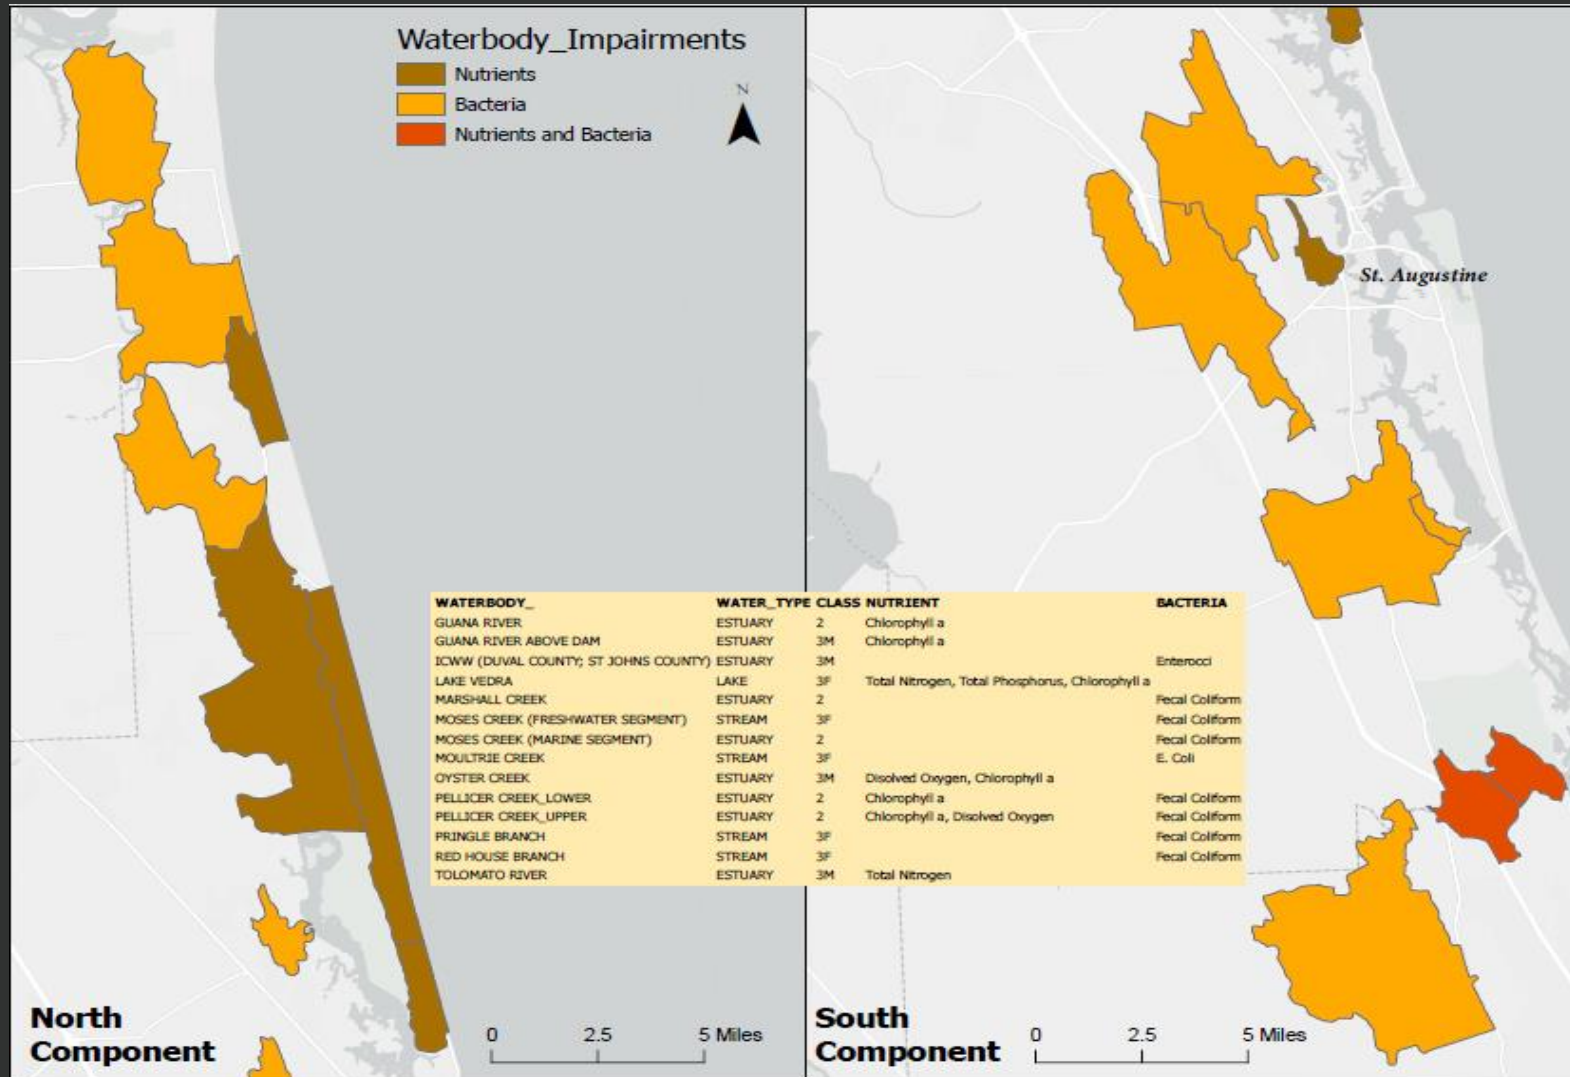 Waterbody_Impairments
Nutrients
Bacteria
Nutrients and Bacteria
N
St. Augustine
WATERBODY_ WATER_TYPE CLASS NUTRIENT BACTERIA
GUANA RIVER ESTUARY 2 Chlorophyll a
GUANA RIVER ABOVE DAM ESTUARY 3M Chlorophyll a
ICWW (DUVAL COUNTY; ST JOHNS COUNTY) ESTUARY 3M Enterocci
LAKE VEDRA LAKE 3F Total Nitrogen, Total Phosphorus, Chlorophyll a
MARSHALL CREEK ESTUARY 2 Fecal Coliform
MOSES CREEK (FRESHWATER SEGMENT) STREAM 3F Fecal Coliform
MOSES CREEK (MARINE SEGMENT) ESTUARY 2 Fecal Coliform
MOULTRIE CREEK STREAM 3F E. Coli
OYSTER CREEK ESTUARY 3M Disolved Oxygen, Chlorophyll a
PELLICER CREEK_LOWER ESTUARY 2 Chlorophyll a Fecal Coliform
PELLICER CREEK_UPPER ESTUARY 2 Chlorophyll a, Disolved Oxygen Fecal Coliform
PRINGLE BRANCH STREAM 3F Fecal Coliform
RED HOUSE BRANCH STREAM 3F Fecal Coliform
TOLOMATO RIVER ESTUARY 3M Total Nitrogen
North
Component
0 2.5 5 Miles
South
Component
0 2.5 5 Miles